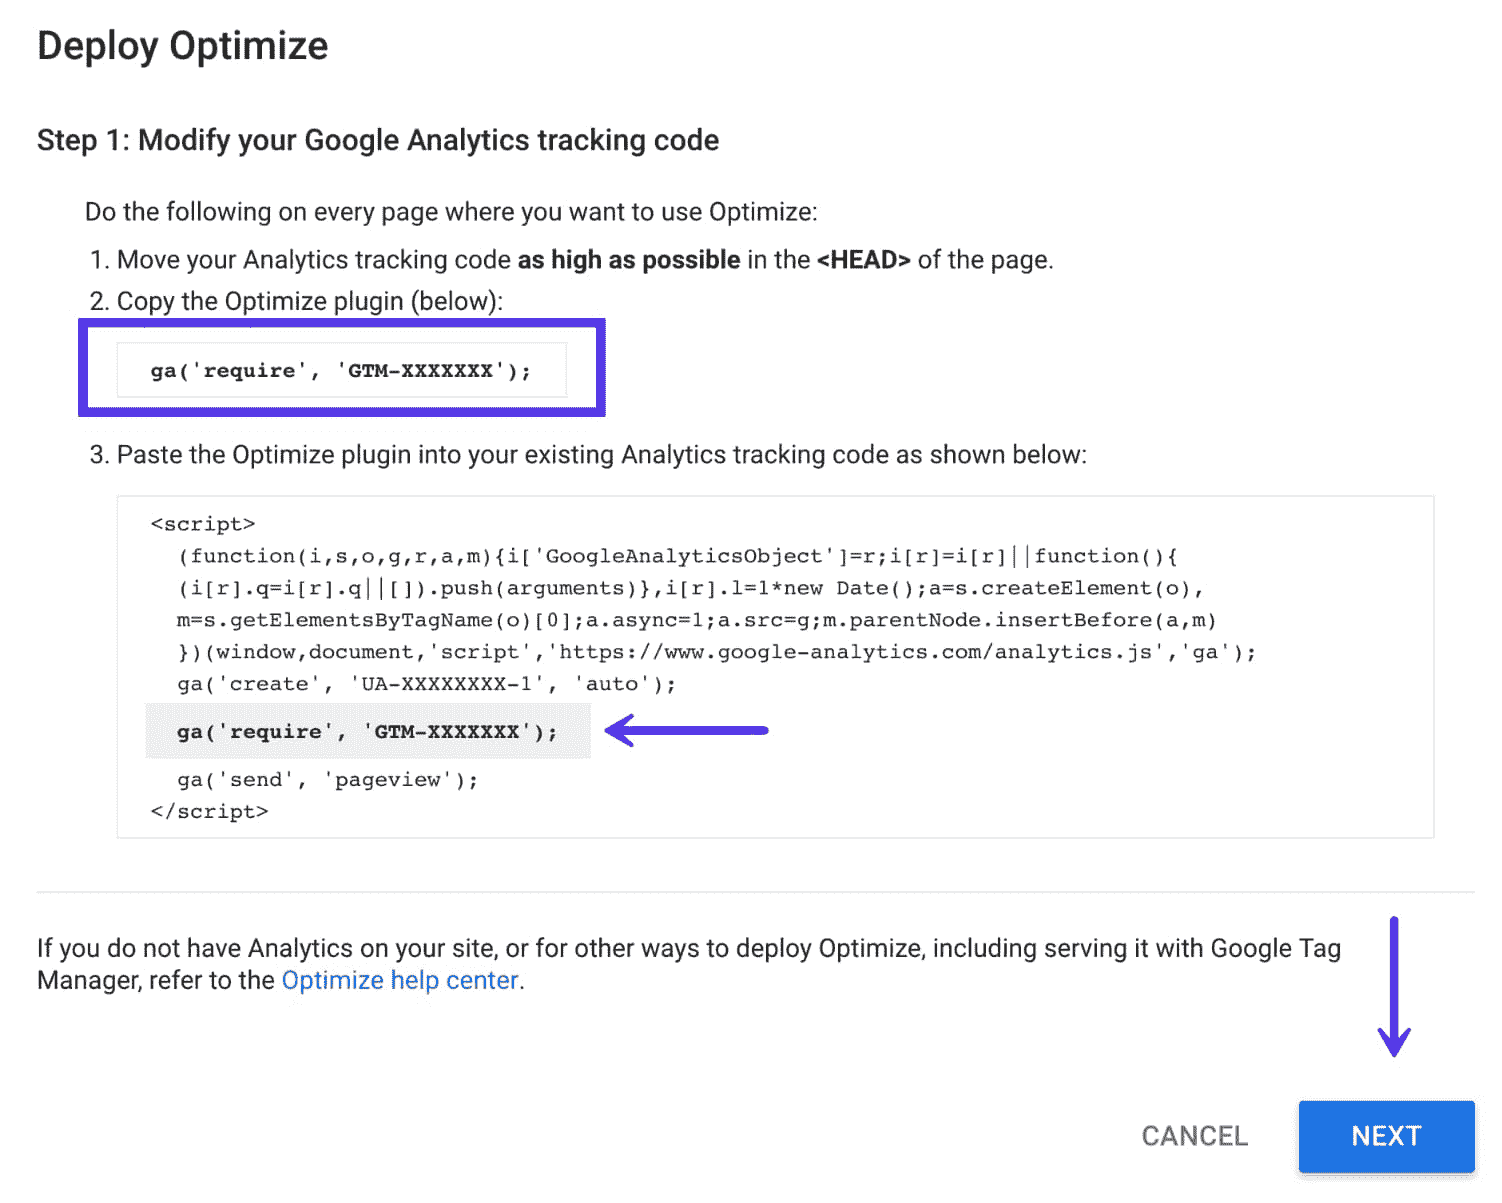 Deploy Optimize
Step 1: Modify your Google Analytics tracking code
Do the following on every page where you want to use Optimize:
1. Move your Analytics tracking code as high as possible in the <HEAD> of the page.
2. Copy the Optimize plugin (below):
ga('require', 'GTM-XXXXXXX');
3. Paste the Optimize plugin into your existing Analytics tracking code as shown below:
<script>
(function(i,s,o,g,r,a,m){i['GoogleAnalyticsObject']=r;i[r]=i[r]||function(){
(i[r].q=i[r].q||[]).push(arguments)},i[r].l=1*new Date();a=s.createElement(o),
m=s.getElementsByTagName(o)[0];a.async=1;a.src=g;m.parentNode.insertBefore(a,m)
})(window,document,'script','https://www.google-analytics.com/analytics.js','ga');
ga('create', 'UA-XXXXXXXX-1', 'auto');
ga('require', 'GTM-XXXXXXX');
ga('send', 'pageview');
</script>
If you do not have Analytics on your site, or for other ways to deploy Optimize, including serving it with Google Tag
Manager, refer to the Optimize help center.
CANCEL NEXT